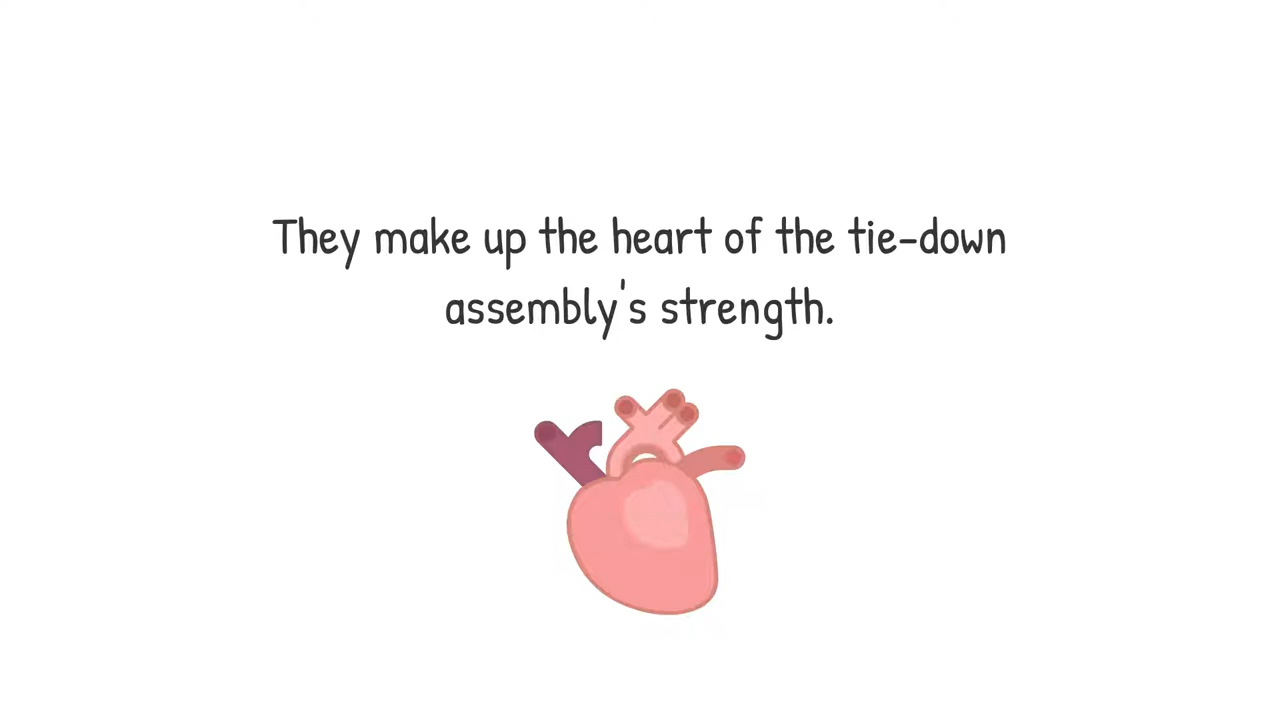 They make up the heart of the tie-down
assembly's strength.